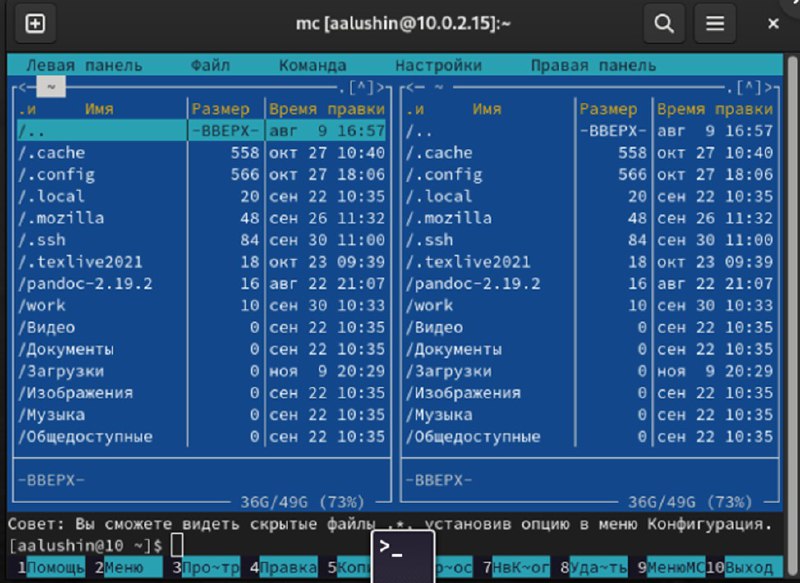 mc [aalushin@10.0.2.15]:~
Левая панель Файл Команда Настройки Правая панель
<— ~ .[^]> <— ~ .[^]>
.и Имя Размер Время правки .и Имя Размер Время правки
/.. -ВВЕРХ- авг 9 16:57 /.. -ВВЕРХ- авг 9 16:57
/.cache 558 окт 27 10:40 /.cache 558 окт 27 10:40
/.config 566 окт 27 18:06 /.config 566 окт 27 18:06
/.local 20 сен 22 10:35 /.local 20 сен 22 10:35
/.mozilla 48 сен 26 11:32 /.mozilla 48 сен 26 11:32
/.ssh 84 сен 30 11:00 /.ssh 84 сен 30 11:00
/.texlive2021 18 окт 23 09:39 /.texlive2021 18 окт 23 09:39
/pandoc-2.19.2 16 авг 22 21:07 /pandoc-2.19.2 16 авг 22 21:07
/work 10 сен 30 10:33 /work 10 сен 30 10:33
/Видео 0 сен 22 10:35 /Видео 0 сен 22 10:35
/Документы 0 сен 22 10:35 /Документы 0 сен 22 10:35
/Загрузки 0 ноя 9 20:29 /Загрузки 0 ноя 9 20:29
/Изображения 0 сен 22 10:35 /Изображения 0 сен 22 10:35
/Музыка 0 сен 22 10:35 /Музыка 0 сен 22 10:35
/Общедоступные 0 сен 22 10:35 /Общедоступные 0 сен 22 10:35
-ВВЕРХ- -ВВЕРХ-
36G/49G (73%) 36G/49G (73%)
Совет: Вы сможете видеть скрытые файлы .*, установив опцию в меню Конфигурация.
[aalushin@10 ~]$
1Помощь 2Меню 3Про~тр 4Правка 5Копи ~ос 7НвК~ог 8Уда~ть 9МенюМС 10Выход